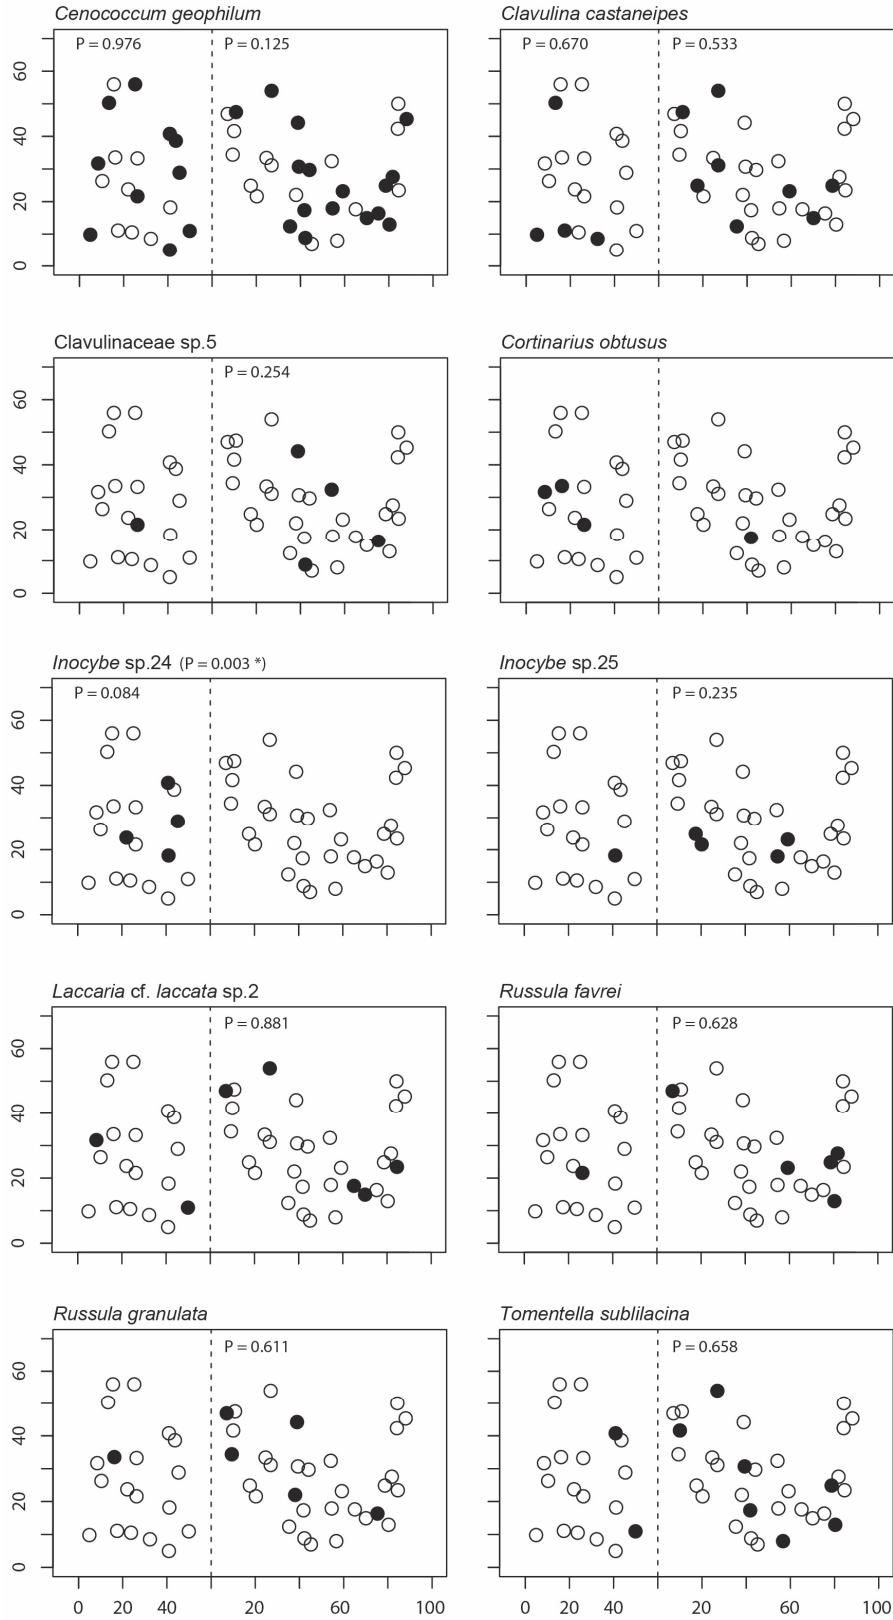 Cenococcum geophilum
Clavulina castaneipes
P = 0.976
P = 0.125
P = 0.670
P = 0.533
60
40
20
0
Clavulinaceae sp.5
Cortinarius obtusus
P = 0.254
60
40
20
0
Inocybe sp.24 (P = 0.003 *)
Inocybe sp.25
P = 0.084
P = 0.235
60
40
20
0
Laccaria cf. laccata sp.2
Russula favrei
P = 0.881
P = 0.628
60
40
20
0
Russula granulata
Tomentella sublilacina
P = 0.611
P = 0.658
60
40
20
0
0 20 40 20 60 100
0 20 40 20 60 100